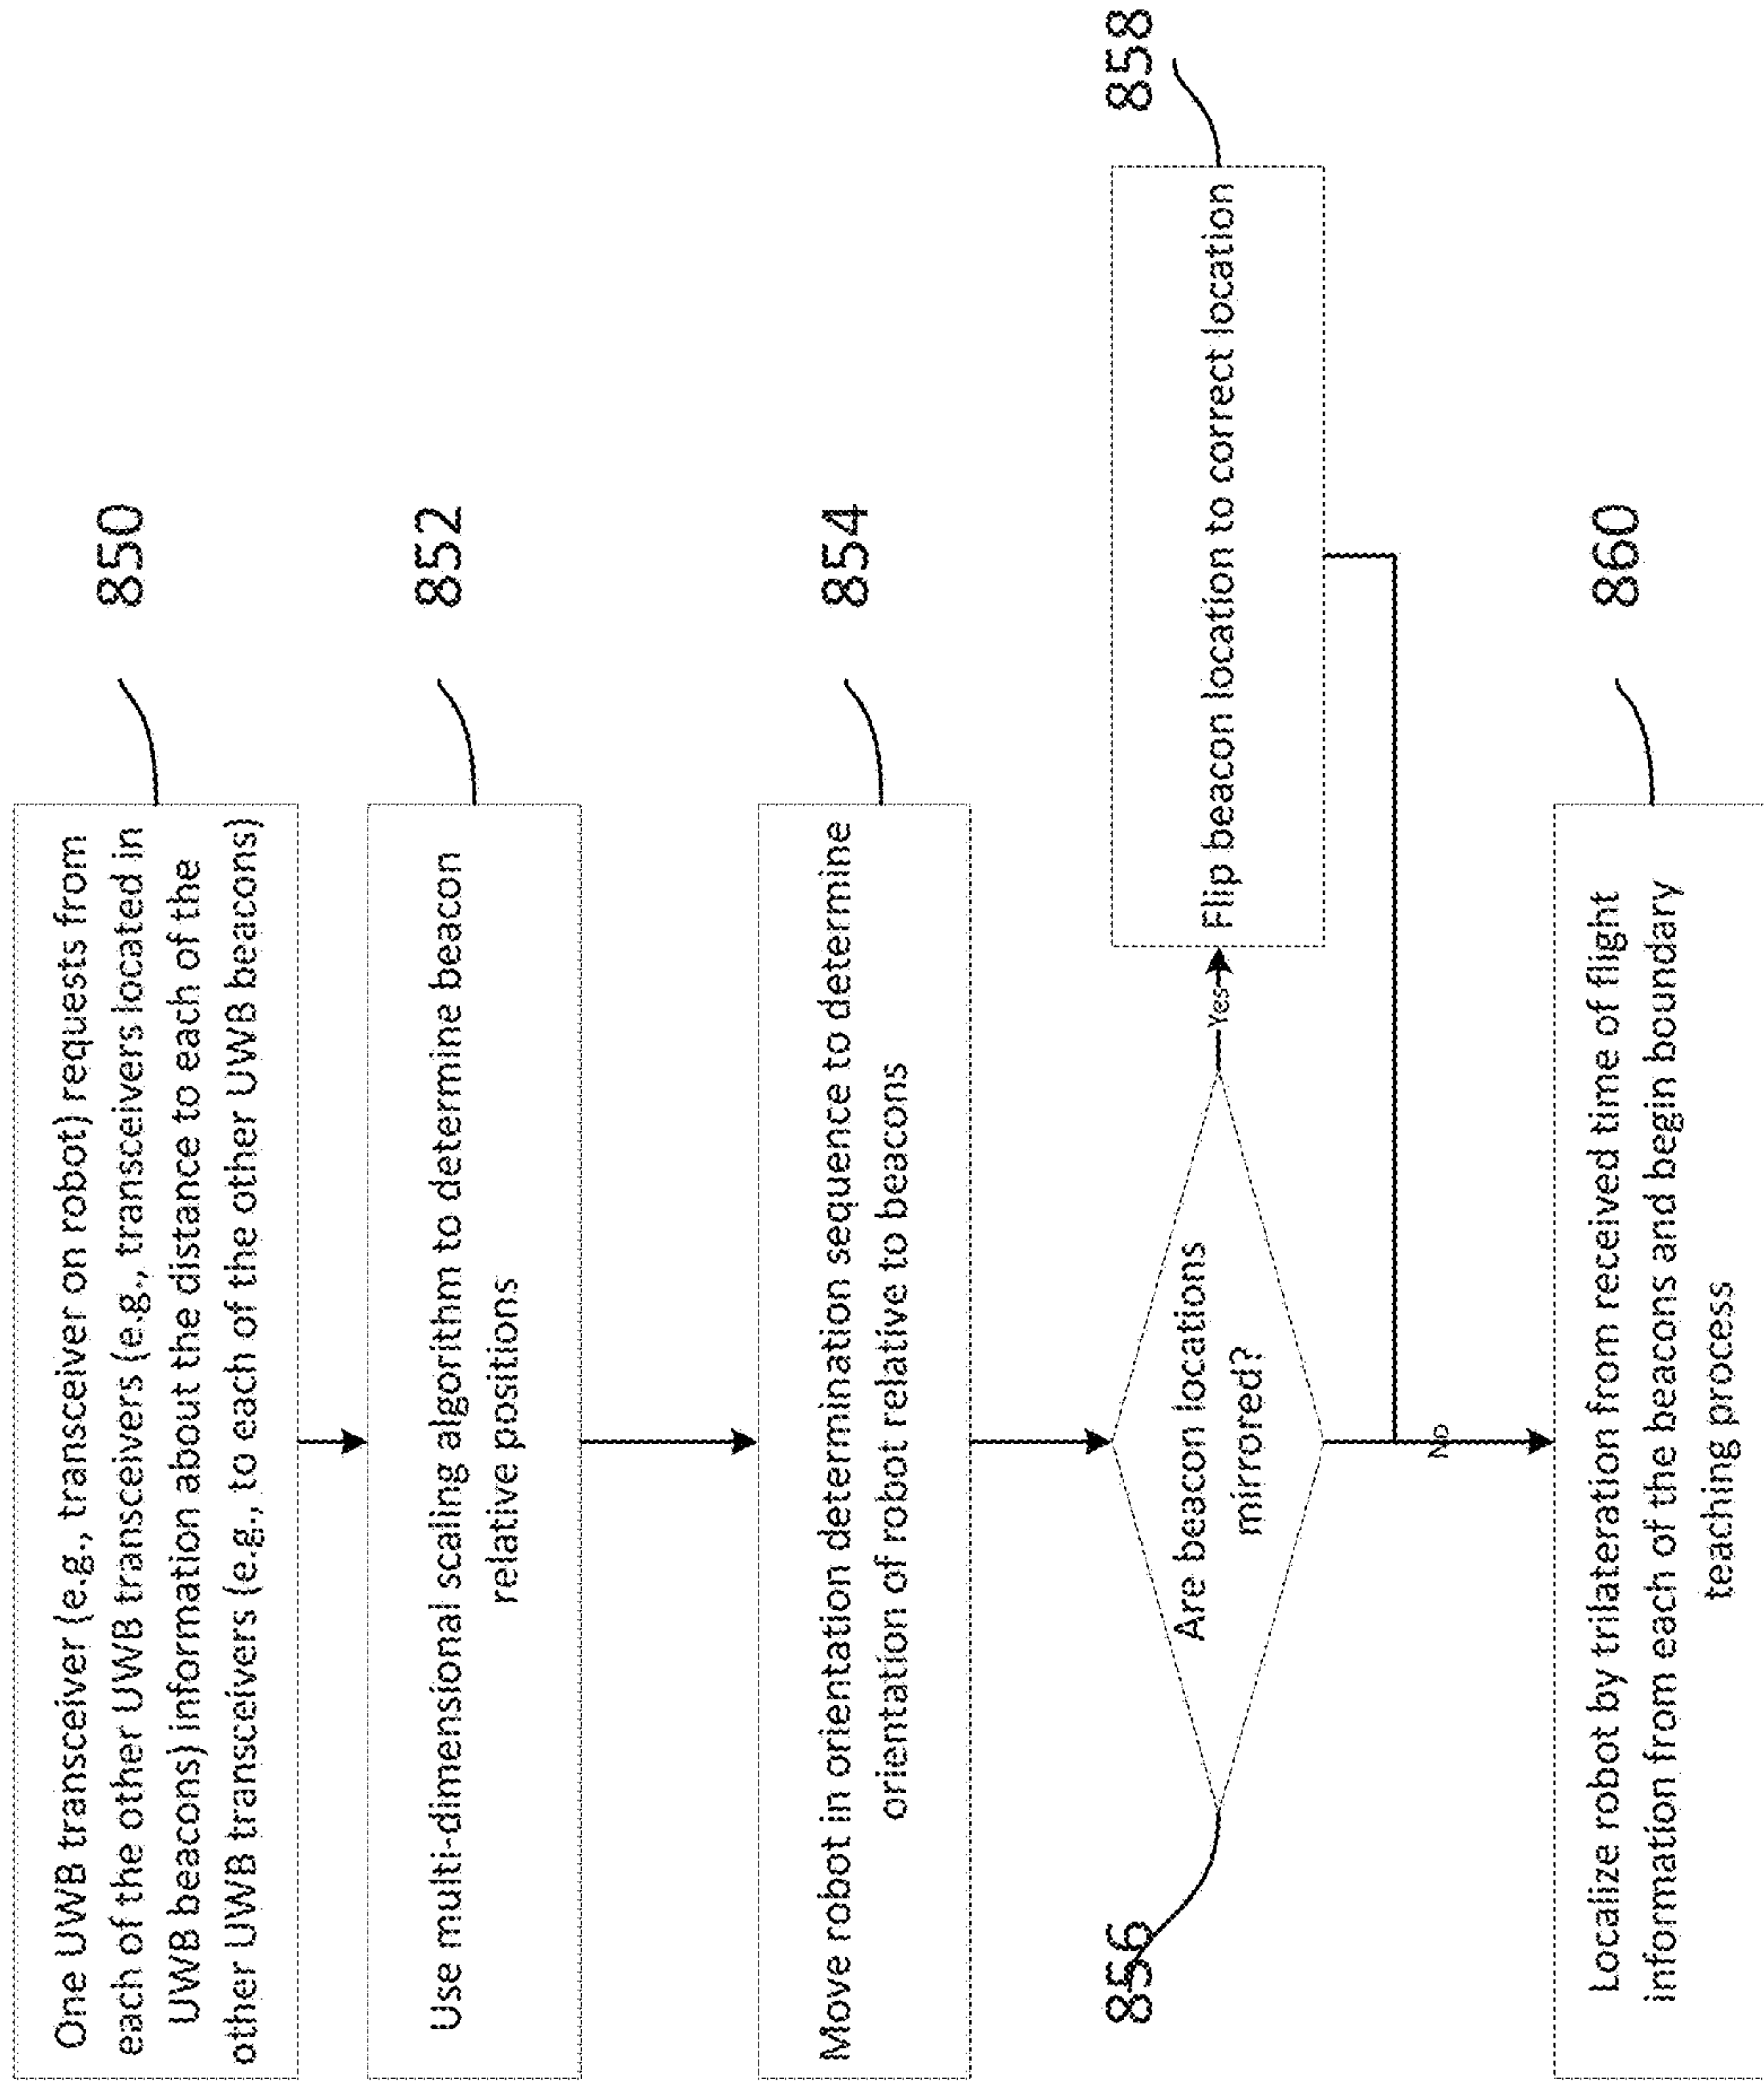 One UWB transceiver (e.g., transceiver on robot) requests from
each of the other UWB transceivers (e.g., transceivers located in
UWB beacons) information about the distance to each of the
other UWB transceivers (e.g., to each of the other UWB beacons)
850
Use multi-dimensional scaling algorithm to determine beacon
relative positions
852
Move robot in orientation determination sequence to determine
orientation of robot relative to beacons
854
856
Are beacon locations
mirrored?
Yes
Flip beacon location to correct location
858
No
Localize robot by trilateration from received time of flight
information from each of the beacons and begin boundary
teaching process
860